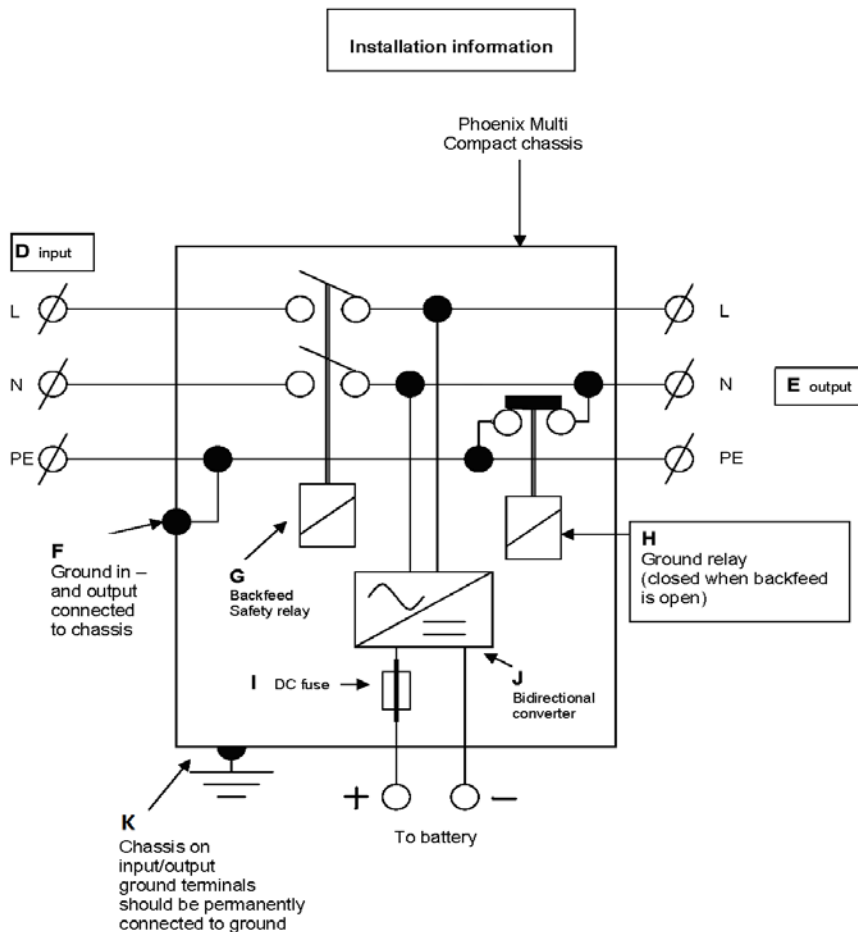 Installation information
Phoenix Multi
Compact chassis
D input
L
L
N
N
E output
PE
PE
F
Ground in –
and output
connected
to chassis
G
Backfeed
Safety relay
H
Ground relay
(closed when backfeed
is open)
I DC fuse
J
Bidirectional
converter
+
–
To battery
K
Chassis on
input/output
ground terminals
should be permanently
connected to ground